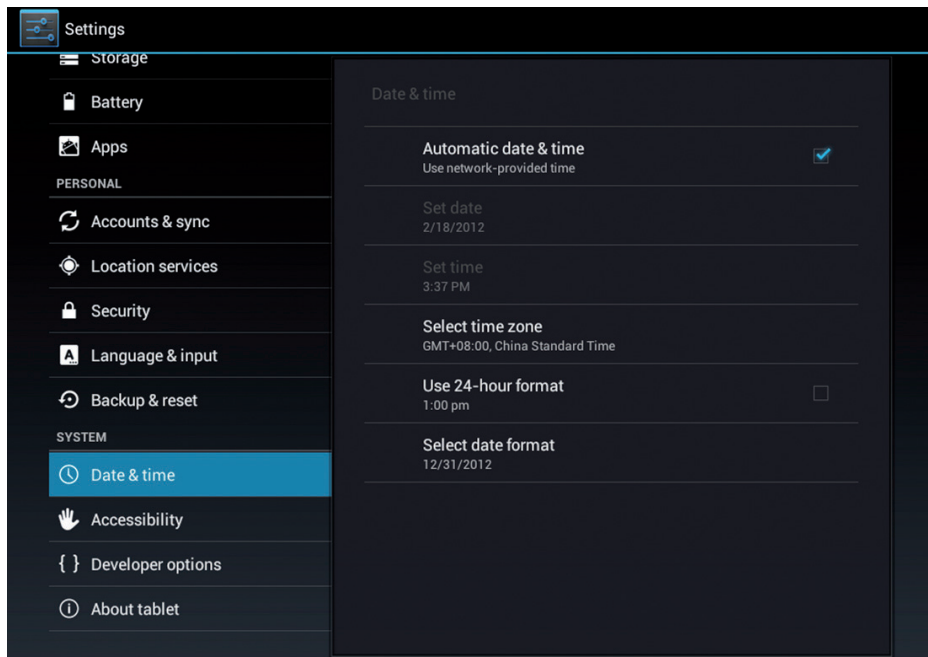 Settings
Storage
Battery
Apps
PERSONAL
Accounts & sync
Location services
Security
A
Language & input
Backup & reset
SYSTEM
Date & time
Accessibility
{ } Developer options
About tablet
Date & time
Automatic date & time
Use network-provided time
Set date
2/18/2012
Set time
3:37 PM
Select time zone
GMT+08:00, China Standard Time
Use 24-hour format
1:00 pm
Select date format
12/31/2012